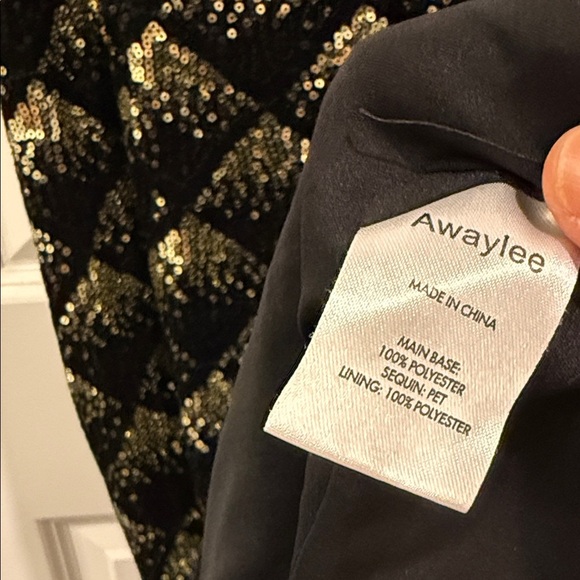 Awaylee
MADE IN CHINA
MAIN BASE:
100% POLYESTER
SEQUIN: PET
LINING: 100% POLYESTER